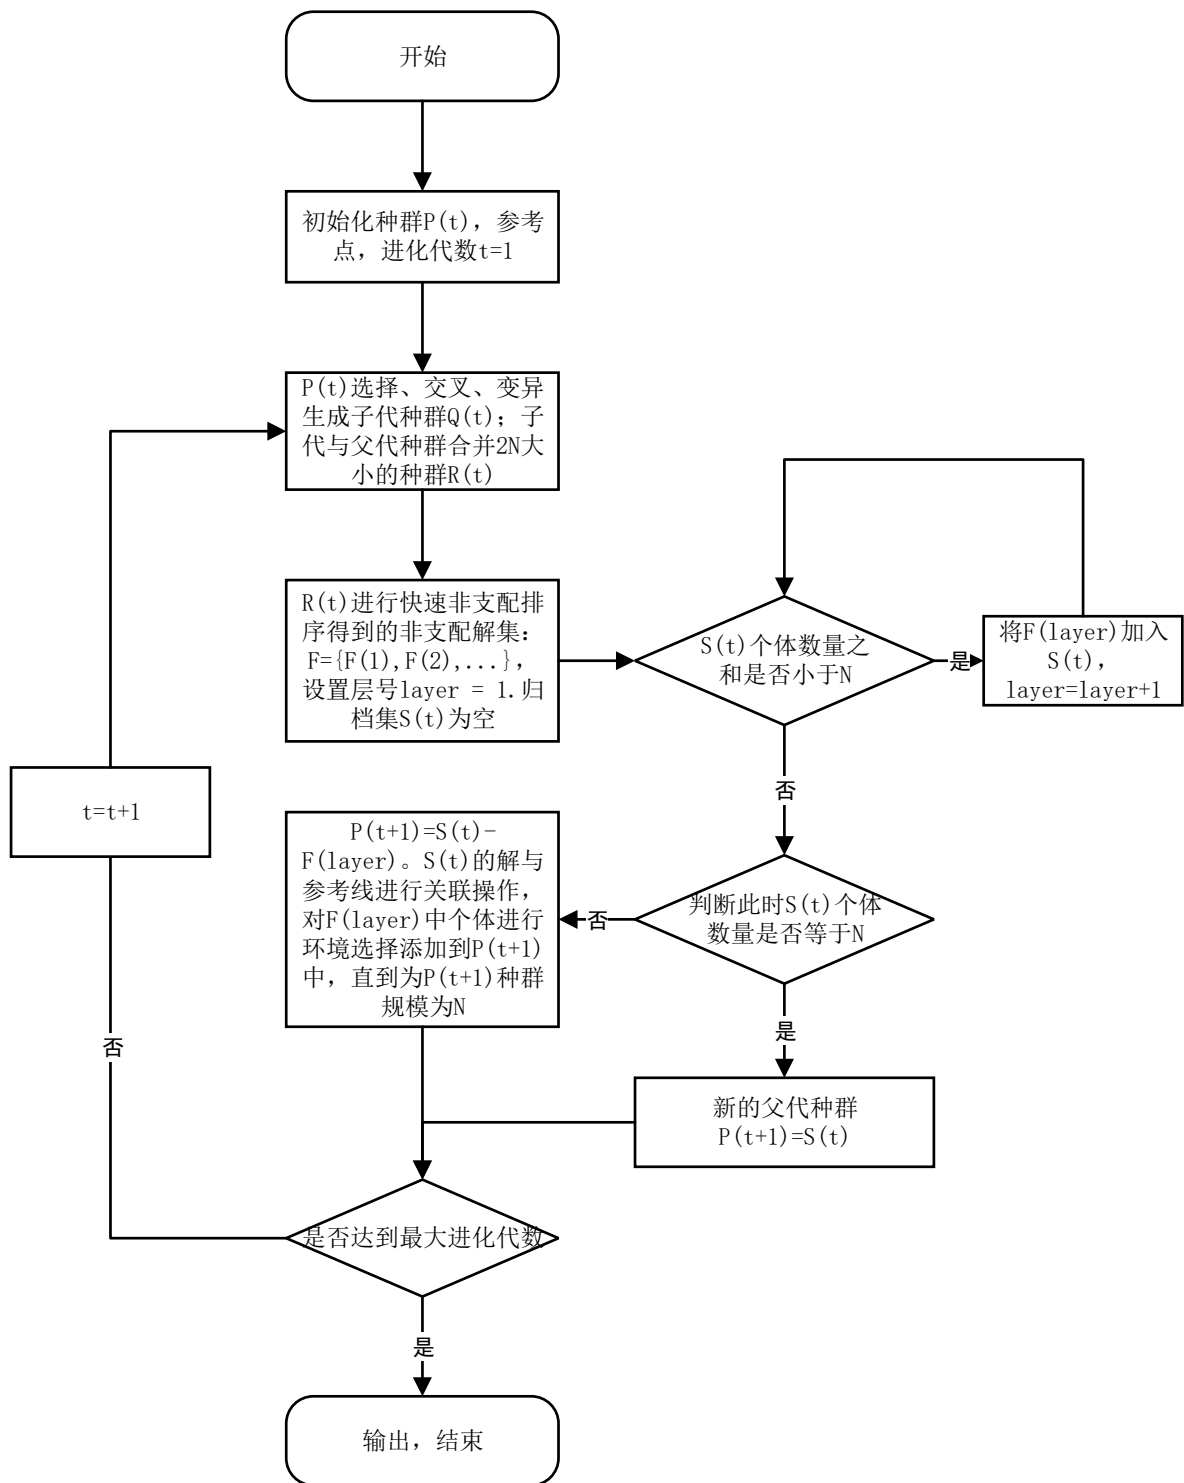 开始
初始化种群P(t)，参考
点，进化代数t=1
P(t)选择、交叉、变异
生成子代种群Q(t)；子
代与父代种群合并2N大
小的种群R(t)
R(t)进行快速非支配排
序得到的非支配解集：
F={F(1),F(2),...}，
设置层号layer = 1.归
档集S(t)为空
S(t)个体数量之
和是否小于N
是
将F(layer)加入
S(t)，
layer=layer+1
否
判断此时S(t)个体
数量是否等于N
否
P(t+1)=S(t)-
F(layer)。S(t)的解与
参考线进行关联操作，
对F(layer)中个体进行
环境选择添加到P(t+1)
中，直到为P(t+1)种群
规模为N
是
新的父代种群
P(t+1)=S(t)
是否达到最大进化代数
否
t=t+1
是
输出，结束